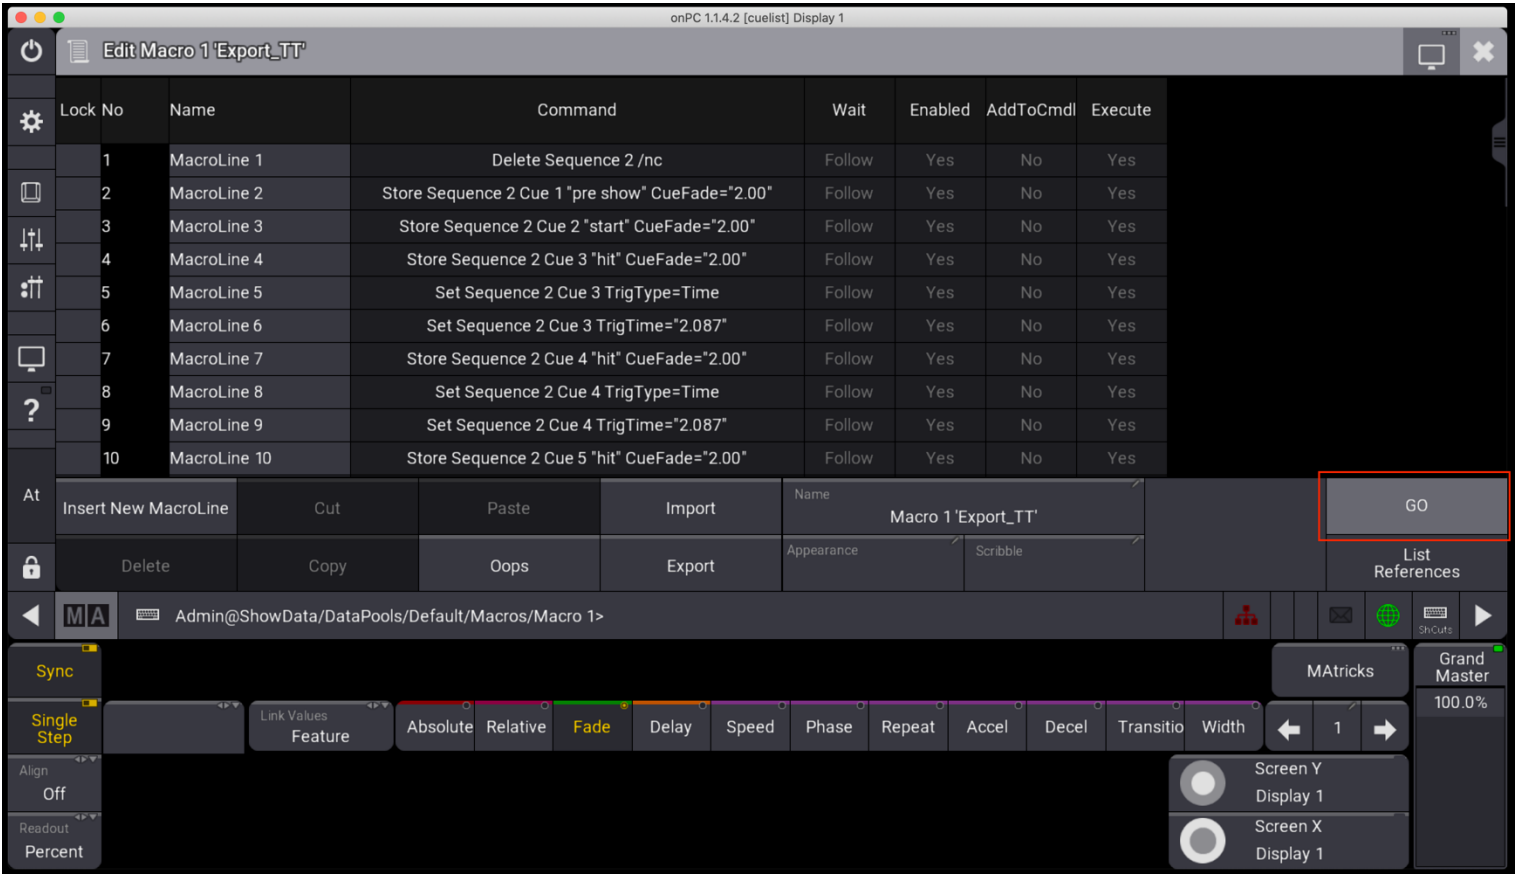 onPC 1.1.4.2 [cuelist] Display 1
Edit Macro 1 'Export_TT'
Lock No Name Command Wait Enabled AddToCmdl Execute
1 MacroLine 1 Delete Sequence 2 /nc Follow Yes No Yes
2 MacroLine 2 Store Sequence 2 Cue 1 "pre show" CueFade="2.00" Follow Yes No Yes
3 MacroLine 3 Store Sequence 2 Cue 2 "start" CueFade="2.00" Follow Yes No Yes
4 MacroLine 4 Store Sequence 2 Cue 3 "hit" CueFade="2.00" Follow Yes No Yes
5 MacroLine 5 Set Sequence 2 Cue 3 TrigType=Time Follow Yes No Yes
6 MacroLine 6 Set Sequence 2 Cue 3 TrigTime="2.087" Follow Yes No Yes
7 MacroLine 7 Store Sequence 2 Cue 4 "hit" CueFade="2.00" Follow Yes No Yes
8 MacroLine 8 Set Sequence 2 Cue 4 TrigType=Time Follow Yes No Yes
9 MacroLine 9 Set Sequence 2 Cue 4 TrigTime="2.087" Follow Yes No Yes
10 MacroLine 10 Store Sequence 2 Cue 5 "hit" CueFade="2.00" Follow Yes No Yes
?
At
Insert New MacroLine Cut Paste Import
Name
Macro 1 'Export_TT'
GO
Delete Copy Oops Export
Appearance Scribble
List
References
MA Admin@ShowData/DataPools/Default/Macros/Macro 1>
ShCuts
Sync
MAtricks
Grand
Master
100.0%
Single
Step
Link Values
Feature
Absolute Relative Fade Delay Speed Phase Repeat Accel Decel Transitio Width 1
Align
Off
Screen Y
Display 1
Readout
Percent
Screen X
Display 1